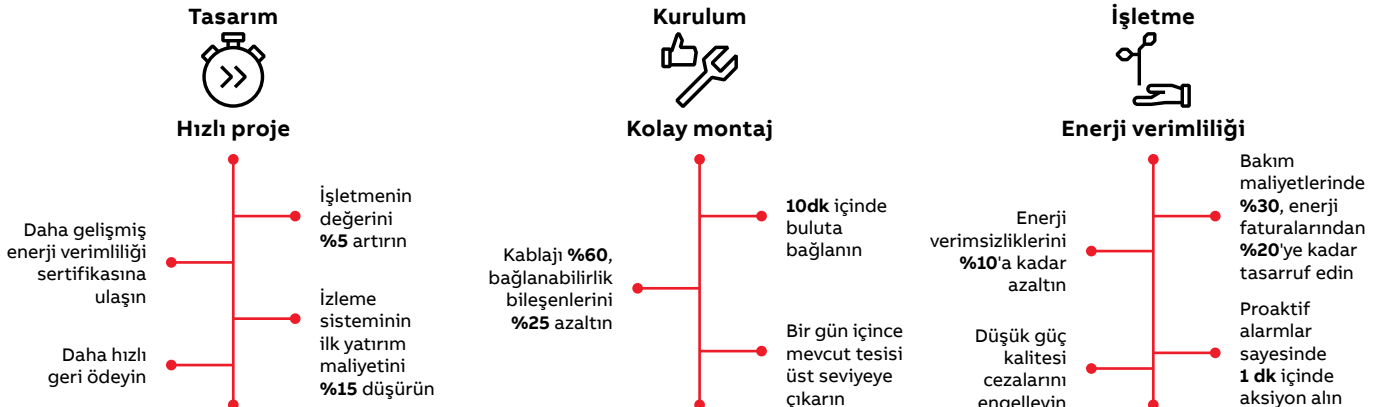 Tasarım
Hızlı proje
İşletmenin
değerini
%5 artırın
Daha gelişmiş
enerji verimliliği
sertifikasına
ulaşın
İzleme
sisteminin
ilk yatırım
maliyetini
%15 düşürün
Daha hızlı
geri ödeyin
Kurulum
Kolay montaj
10dk içinde
buluta
bağlanın
Kablajı %60,
bağlanabilirlik
bileşenlerini
%25 azaltın
Bir gün içince
mevcut tesisi
üst seviyeye
çıkarın
İşletme
Enerji verimliliği
Bakım
maliyetlerinde
%30, enerji
faturalarından
%20'ye kadar
tasarruf edin
Enerji
verimsizliklerini
%10'a kadar
azaltın
Proaktif
alarmlar
sayesinde
1 dk içinde
aksiyon alın
Düşük güç
kalitesi
cezalarını
engelleyin